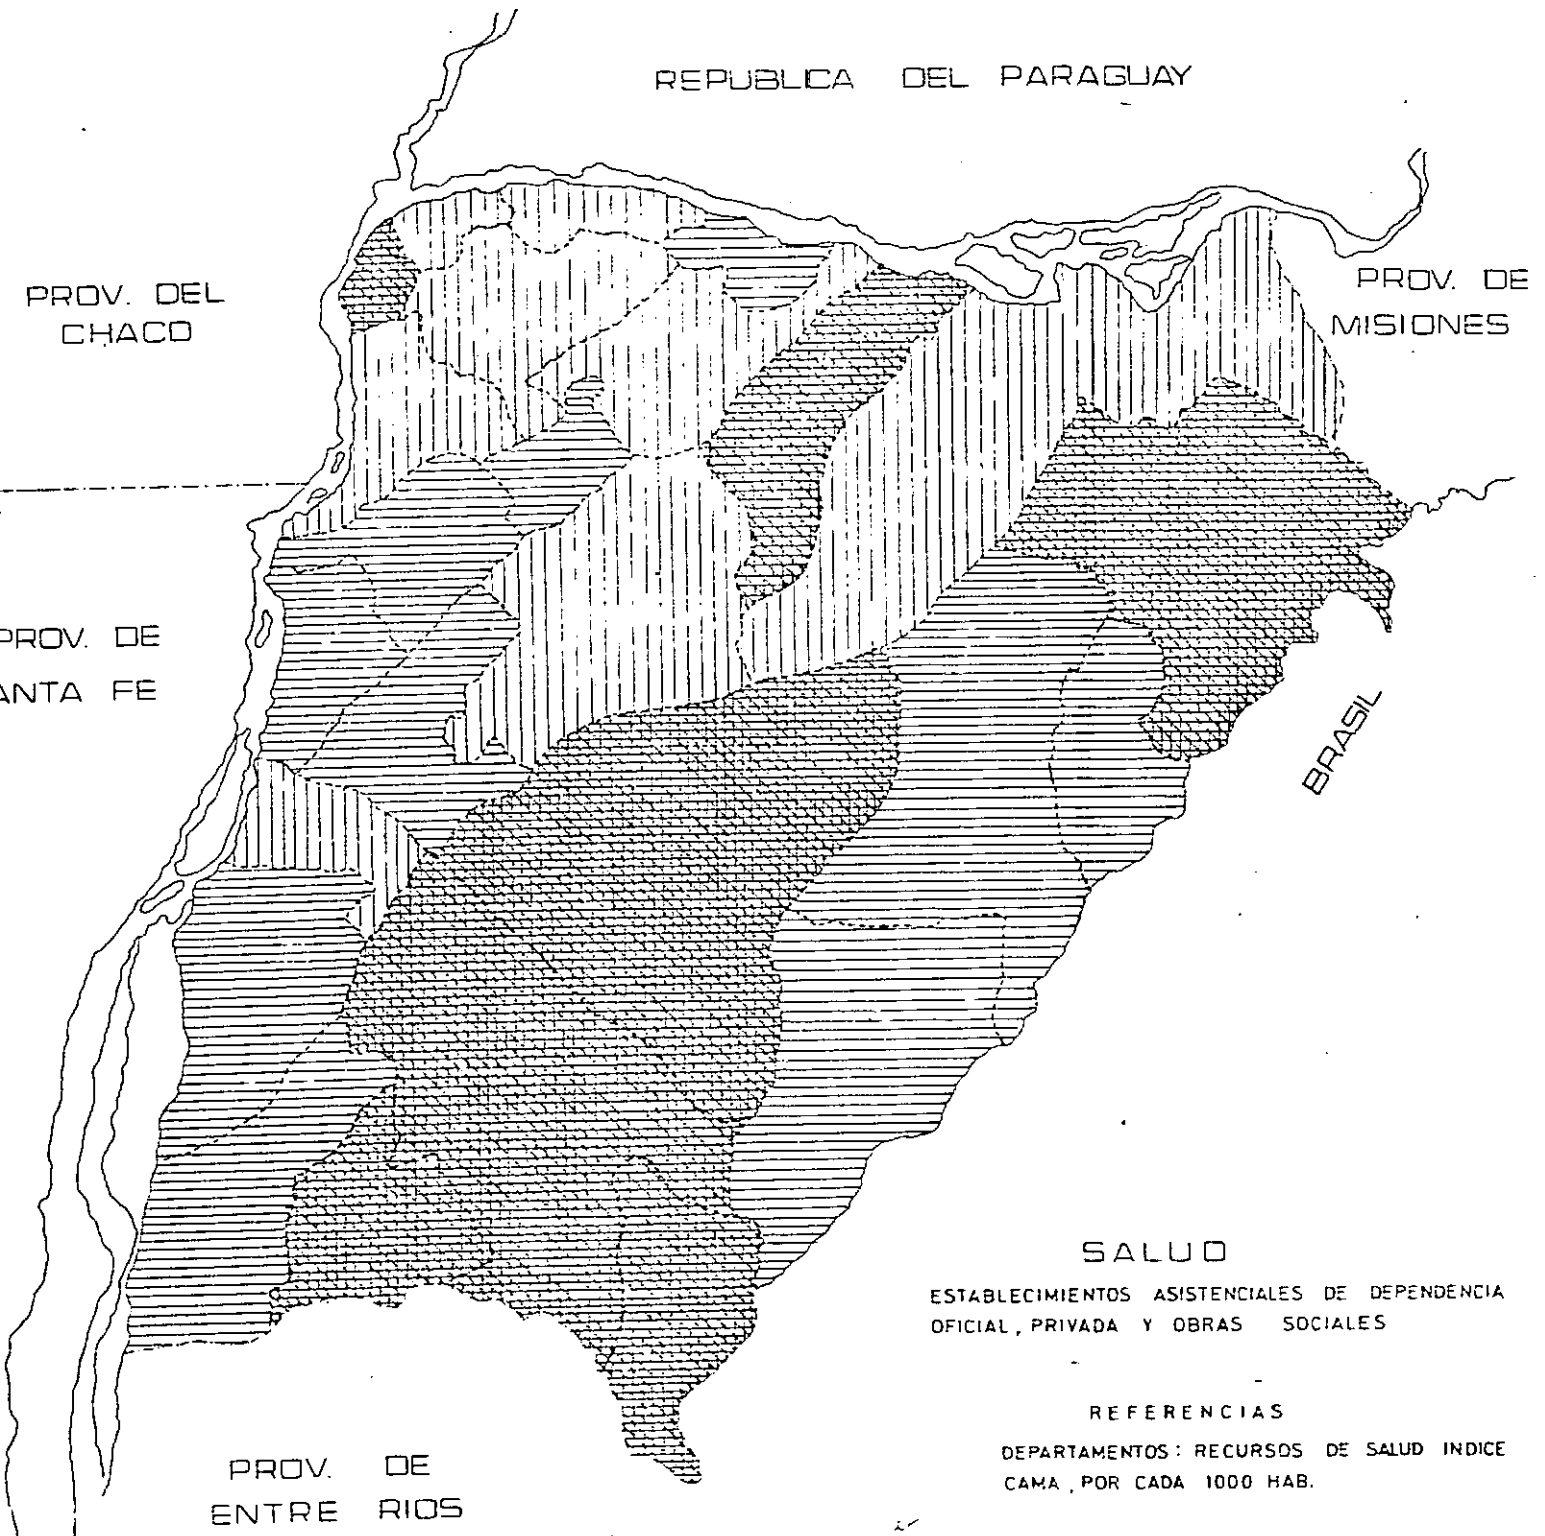 REPUBLICA DEL PARAGUAY
PROV. DEL
CHACO
PROV. DE
MISIONES
PROV. DE
ANTA FE
BRASIL
SALUD
ESTABLECIMIENTOS ASISTENCIALES DE DEPENDENCIA
OFICIAL, PRIVADA Y OBRAS SOCIALES
REFERENCIAS
DEPARTAMENTOS: RECURSOS DE SALUD INDICE
CAMA, POR CADA 1000 HAB.
PROV. DE
ENTRE RIOS